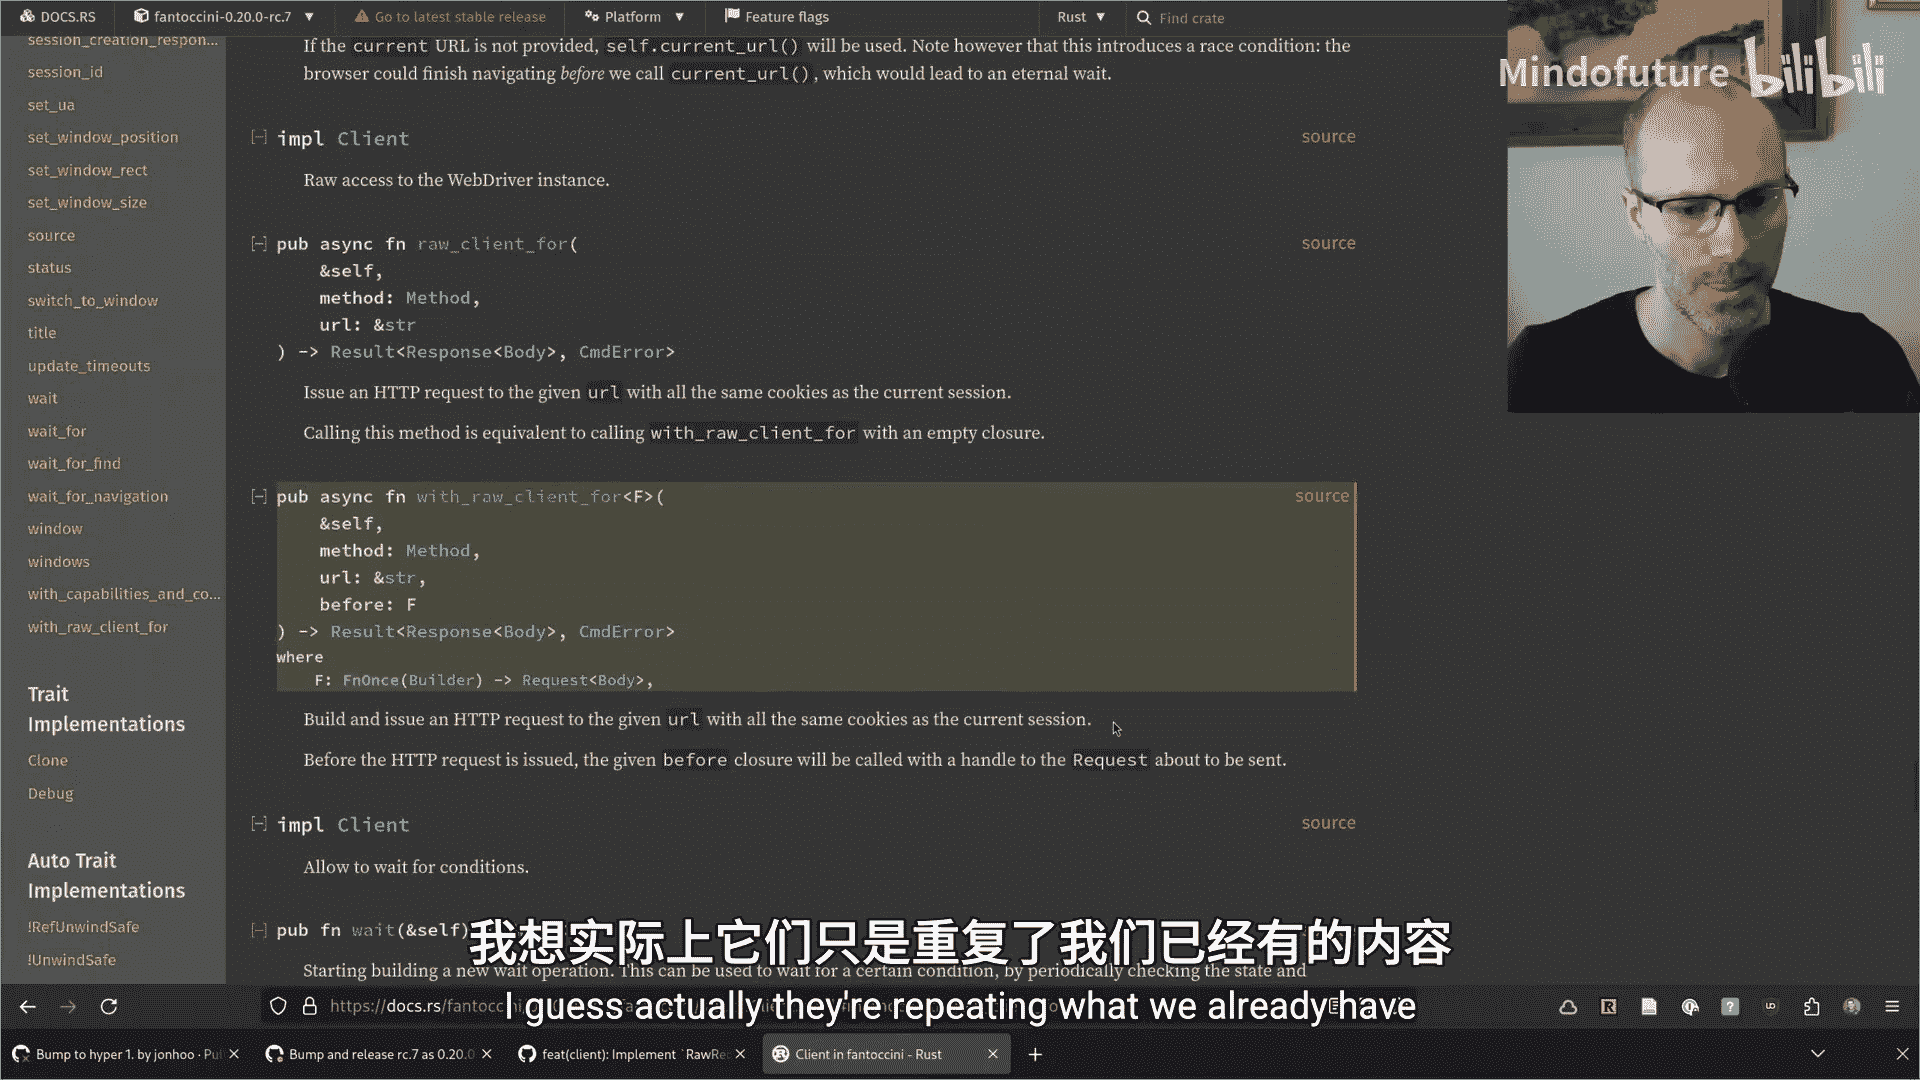 DOCS.RS
fantoccini-0.20.0-rc.7
Go to latest stable release
Platform
Feature flags
Rust
Find crate
Mindofuture bilibili
session_creation_respon...
session_id
set_ua
set_window_position
set_window_rect
set_window_size
source
status
switch_to_window
title
update_timeouts
wait
wait_for
wait_for_find
wait_for_navigation
window
windows
with_capabilities_and_co...
with_raw_client_for
Trait
Implementations
Clone
Debug
Auto Trait
Implementations
!RefUnwindSafe
!UnwindSafe
If the current URL is not provided, self.current_url() will be used. Note however that this introduces a race condition: the
browser could finish navigating before we call current_url(), which would lead to an eternal wait.
[−] impl Client source
Raw access to the WebDriver instance.
[−] pub async fn raw_client_for( source
&self,
method: Method,
url: &str
) -> Result<Response<Body>, CmdError>
Issue an HTTP request to the given url with all the same cookies as the current session.
Calling this method is equivalent to calling with_raw_client_for with an empty closure.
[−] pub async fn with_raw_client_for<F>( source
&self,
method: Method,
url: &str,
before: F
) -> Result<Response<Body>, CmdError>
where
F: FnOnce(Builder) -> Request<Body>,
Build and issue an HTTP request to the given url with all the same cookies as the current session.
Before the HTTP request is issued, the given before closure will be called with a handle to the Request about to be sent.
[−] impl Client source
Allow to wait for conditions.
[−] pub fn wait(&self)
我想实际上它们只是重复了我们已经有的内容
Starting building a new wait operation. This can be used to wait for a certain condition, by periodically checking the state and
https://docs.rs/fantocc
I guess actually they're repeating what we already have
Bump to hyper 1. by jonhoo · Pul
Bump and release rc.7 as 0.20.0
feat(client): Implement `RawRe
Client in fantoccini - Rust